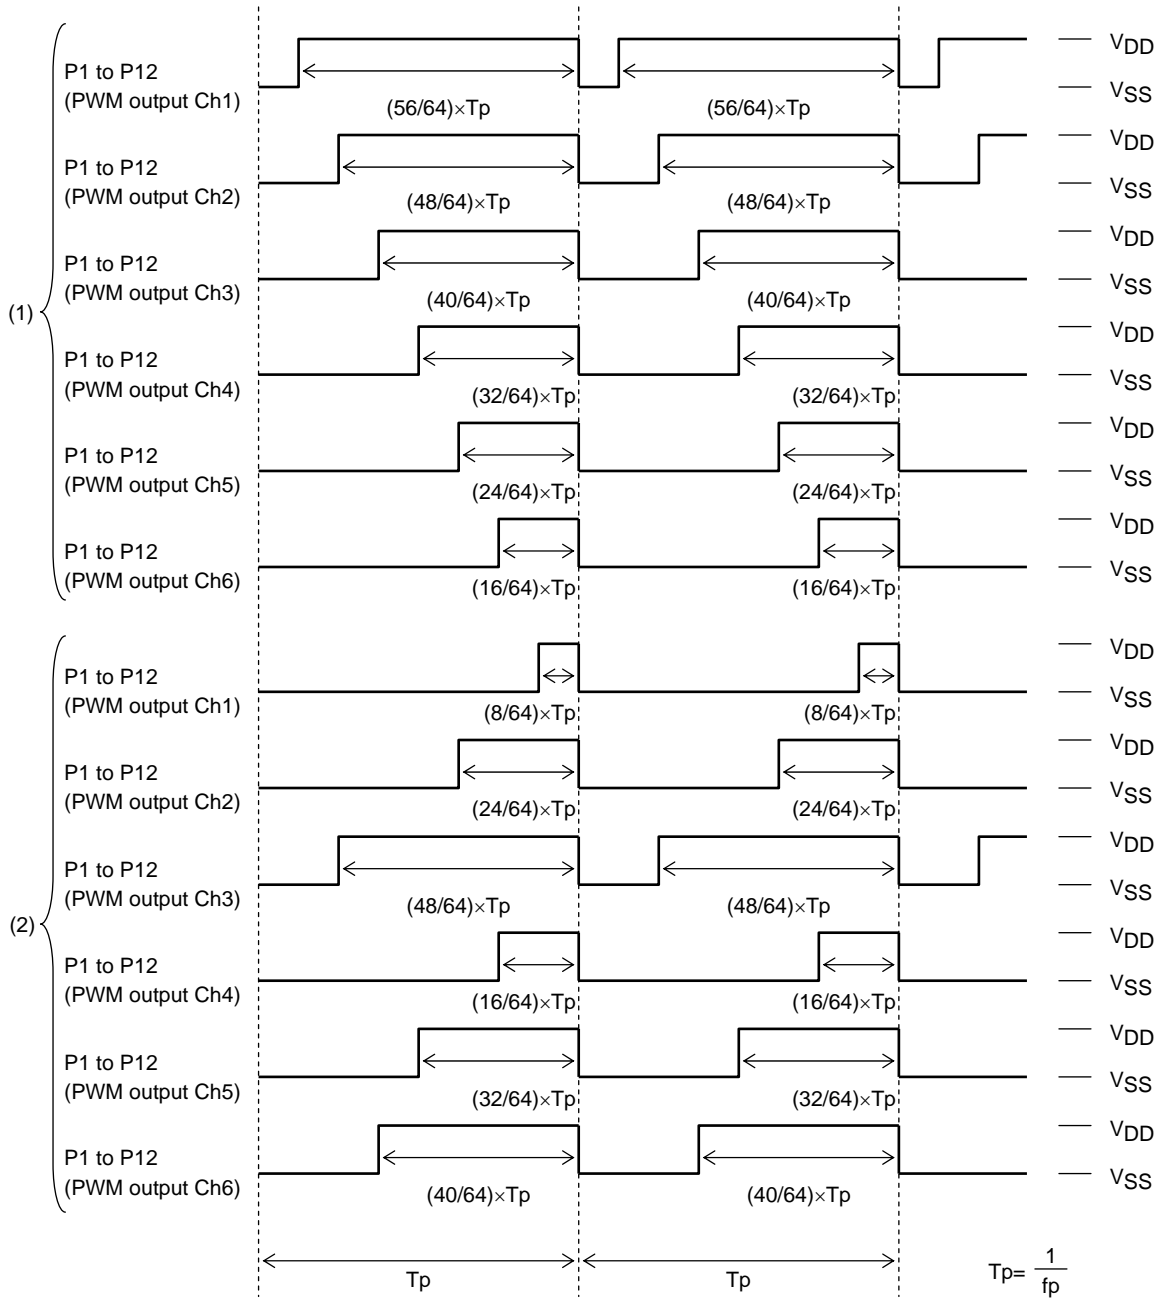 (1)
P1 to P12
(PWM output Ch1)
(56/64)×Tp (56/64)×Tp
VDD
VSS
P1 to P12
(PWM output Ch2)
(48/64)×Tp (48/64)×Tp
VDD
VSS
P1 to P12
(PWM output Ch3)
(40/64)×Tp (40/64)×Tp
VDD
VSS
P1 to P12
(PWM output Ch4)
(32/64)×Tp (32/64)×Tp
VDD
VSS
P1 to P12
(PWM output Ch5)
(24/64)×Tp (24/64)×Tp
VDD
VSS
P1 to P12
(PWM output Ch6)
(16/64)×Tp (16/64)×Tp
VDD
VSS
(2)
P1 to P12
(PWM output Ch1)
(8/64)×Tp (8/64)×Tp
VDD
VSS
P1 to P12
(PWM output Ch2)
(24/64)×Tp (24/64)×Tp
VDD
VSS
P1 to P12
(PWM output Ch3)
(48/64)×Tp (48/64)×Tp
VDD
VSS
P1 to P12
(PWM output Ch4)
(16/64)×Tp (16/64)×Tp
VDD
VSS
P1 to P12
(PWM output Ch5)
(32/64)×Tp (32/64)×Tp
VDD
VSS
P1 to P12
(PWM output Ch6)
(40/64)×Tp (40/64)×Tp
VDD
VSS
Tp Tp
Tp= 1
fp